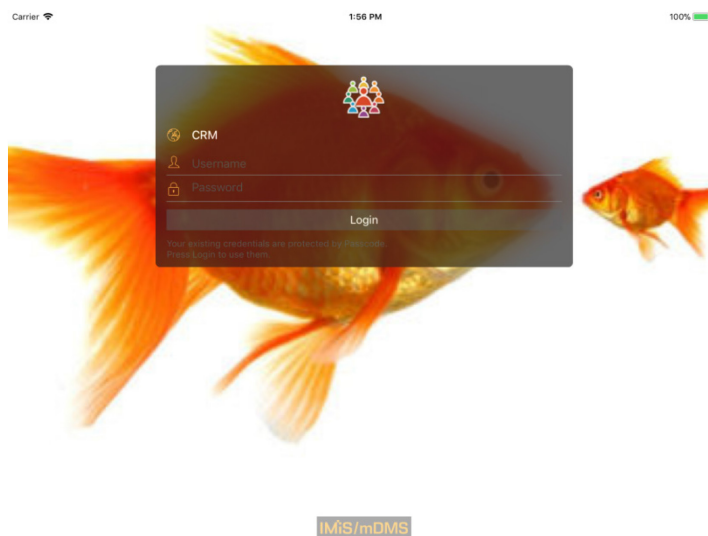 Carrier
1:56 PM
100%
CRM
Username
Password
Login
Your existing credentials are protected by Passcode.
Press Login to use them.
IMiS/mDMS